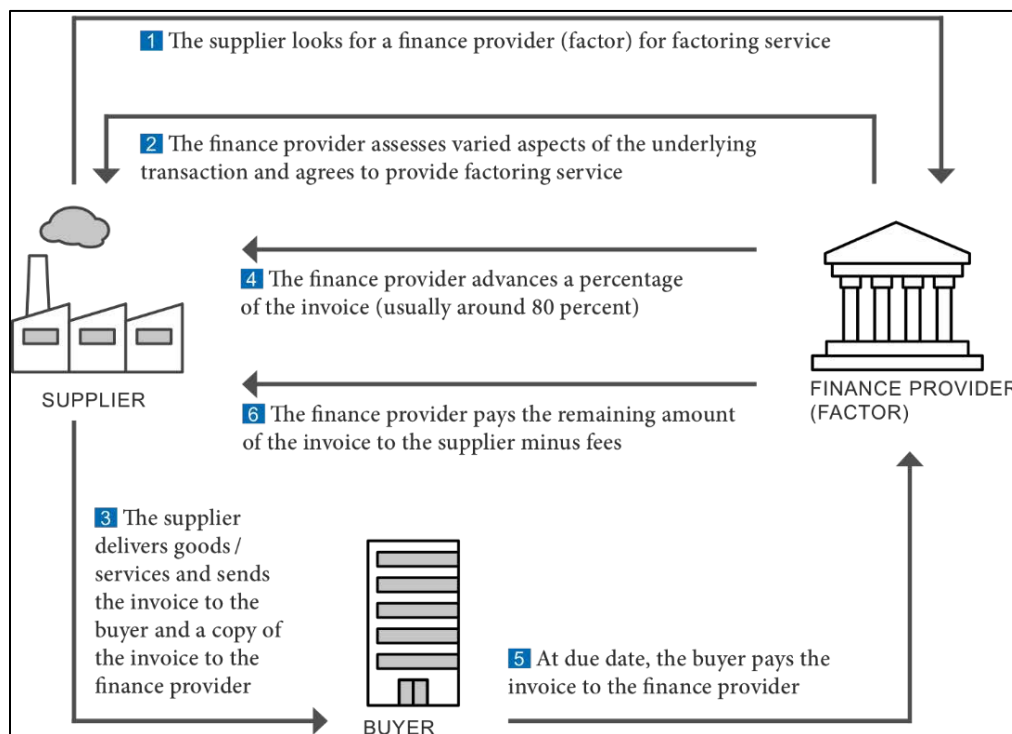 1 The supplier looks for a finance provider (factor) for factoring service
2 The finance provider assesses varied aspects of the underlying
transaction and agrees to provide factoring service
4 The finance provider advances a percentage
of the invoice (usually around 80 percent)
SUPPLIER
FINANCE PROVIDER
(FACTOR)
6 The finance provider pays the remaining amount
of the invoice to the supplier minus fees
3 The supplier
delivers goods/
services and sends
the invoice to the
buyer and a copy of
the invoice to the
finance provider
5 At due date, the buyer pays the
invoice to the finance provider
BUYER